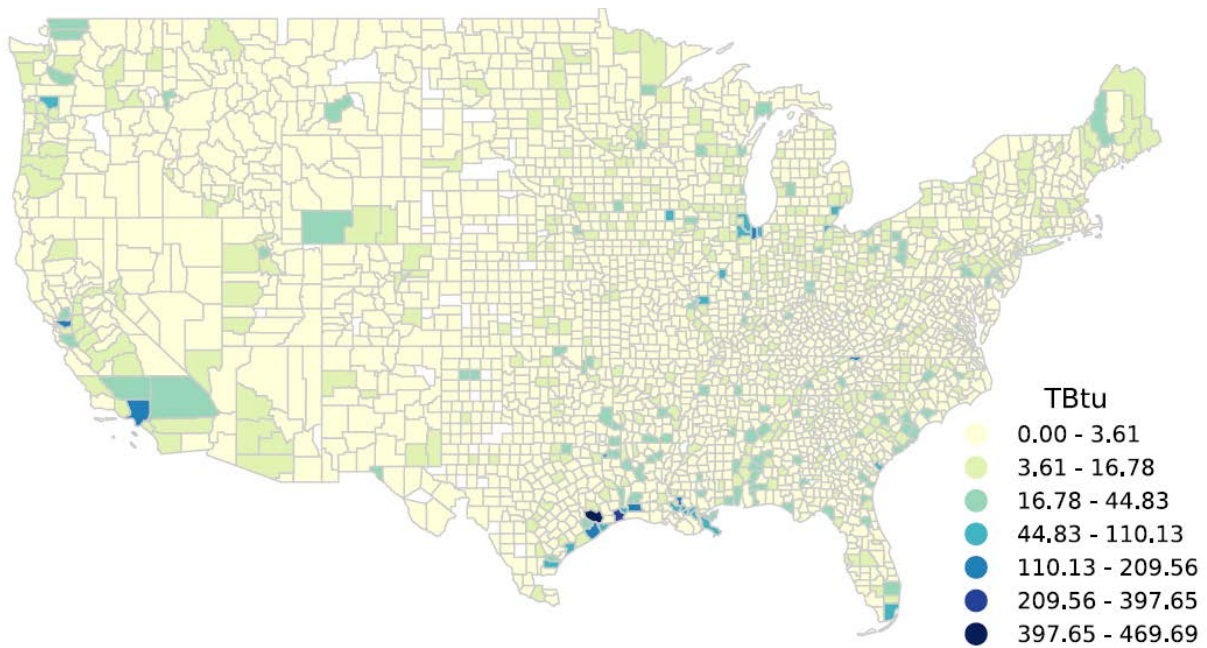 TBtu
0.00 - 3.61
3.61 - 16.78
16.78 - 44.83
44.83 - 110.13
110.13 - 209.56
209.56 - 397.65
397.65 - 469.69